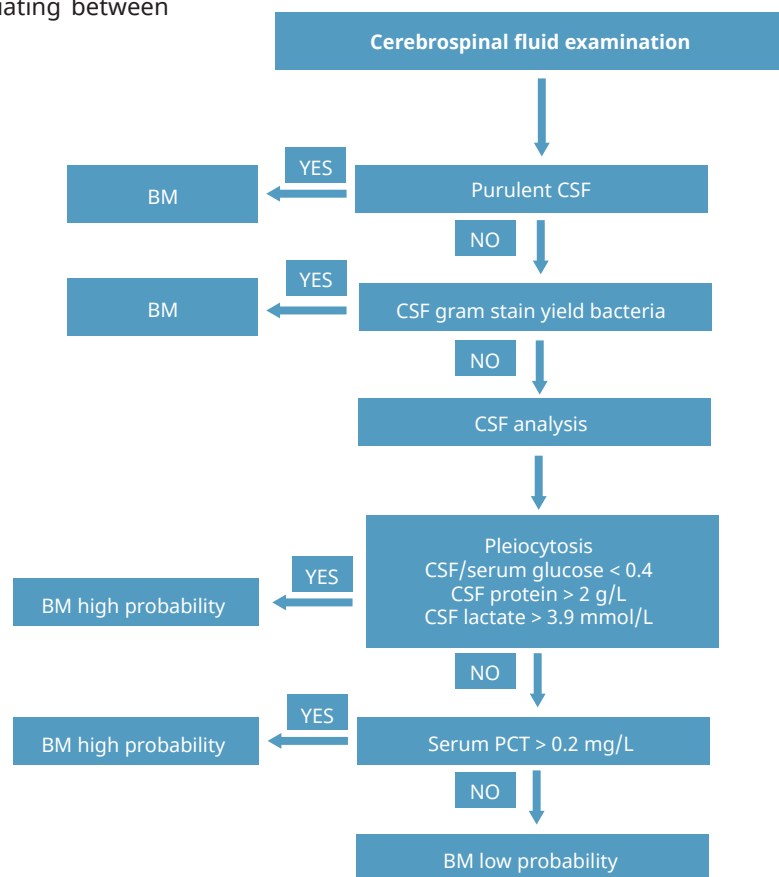 uating between
Cerebrospinal fluid examination
YES
BM
Purulent CSF
NO
YES
BM
CSF gram stain yield bacteria
NO
CSF analysis
Pleiocytosis
CSF/serum glucose < 0.4
CSF protein > 2 g/L
CSF lactate > 3.9 mmol/L
YES
BM high probability
NO
YES
BM high probability
Serum PCT > 0.2 mg/L
NO
BM low probability